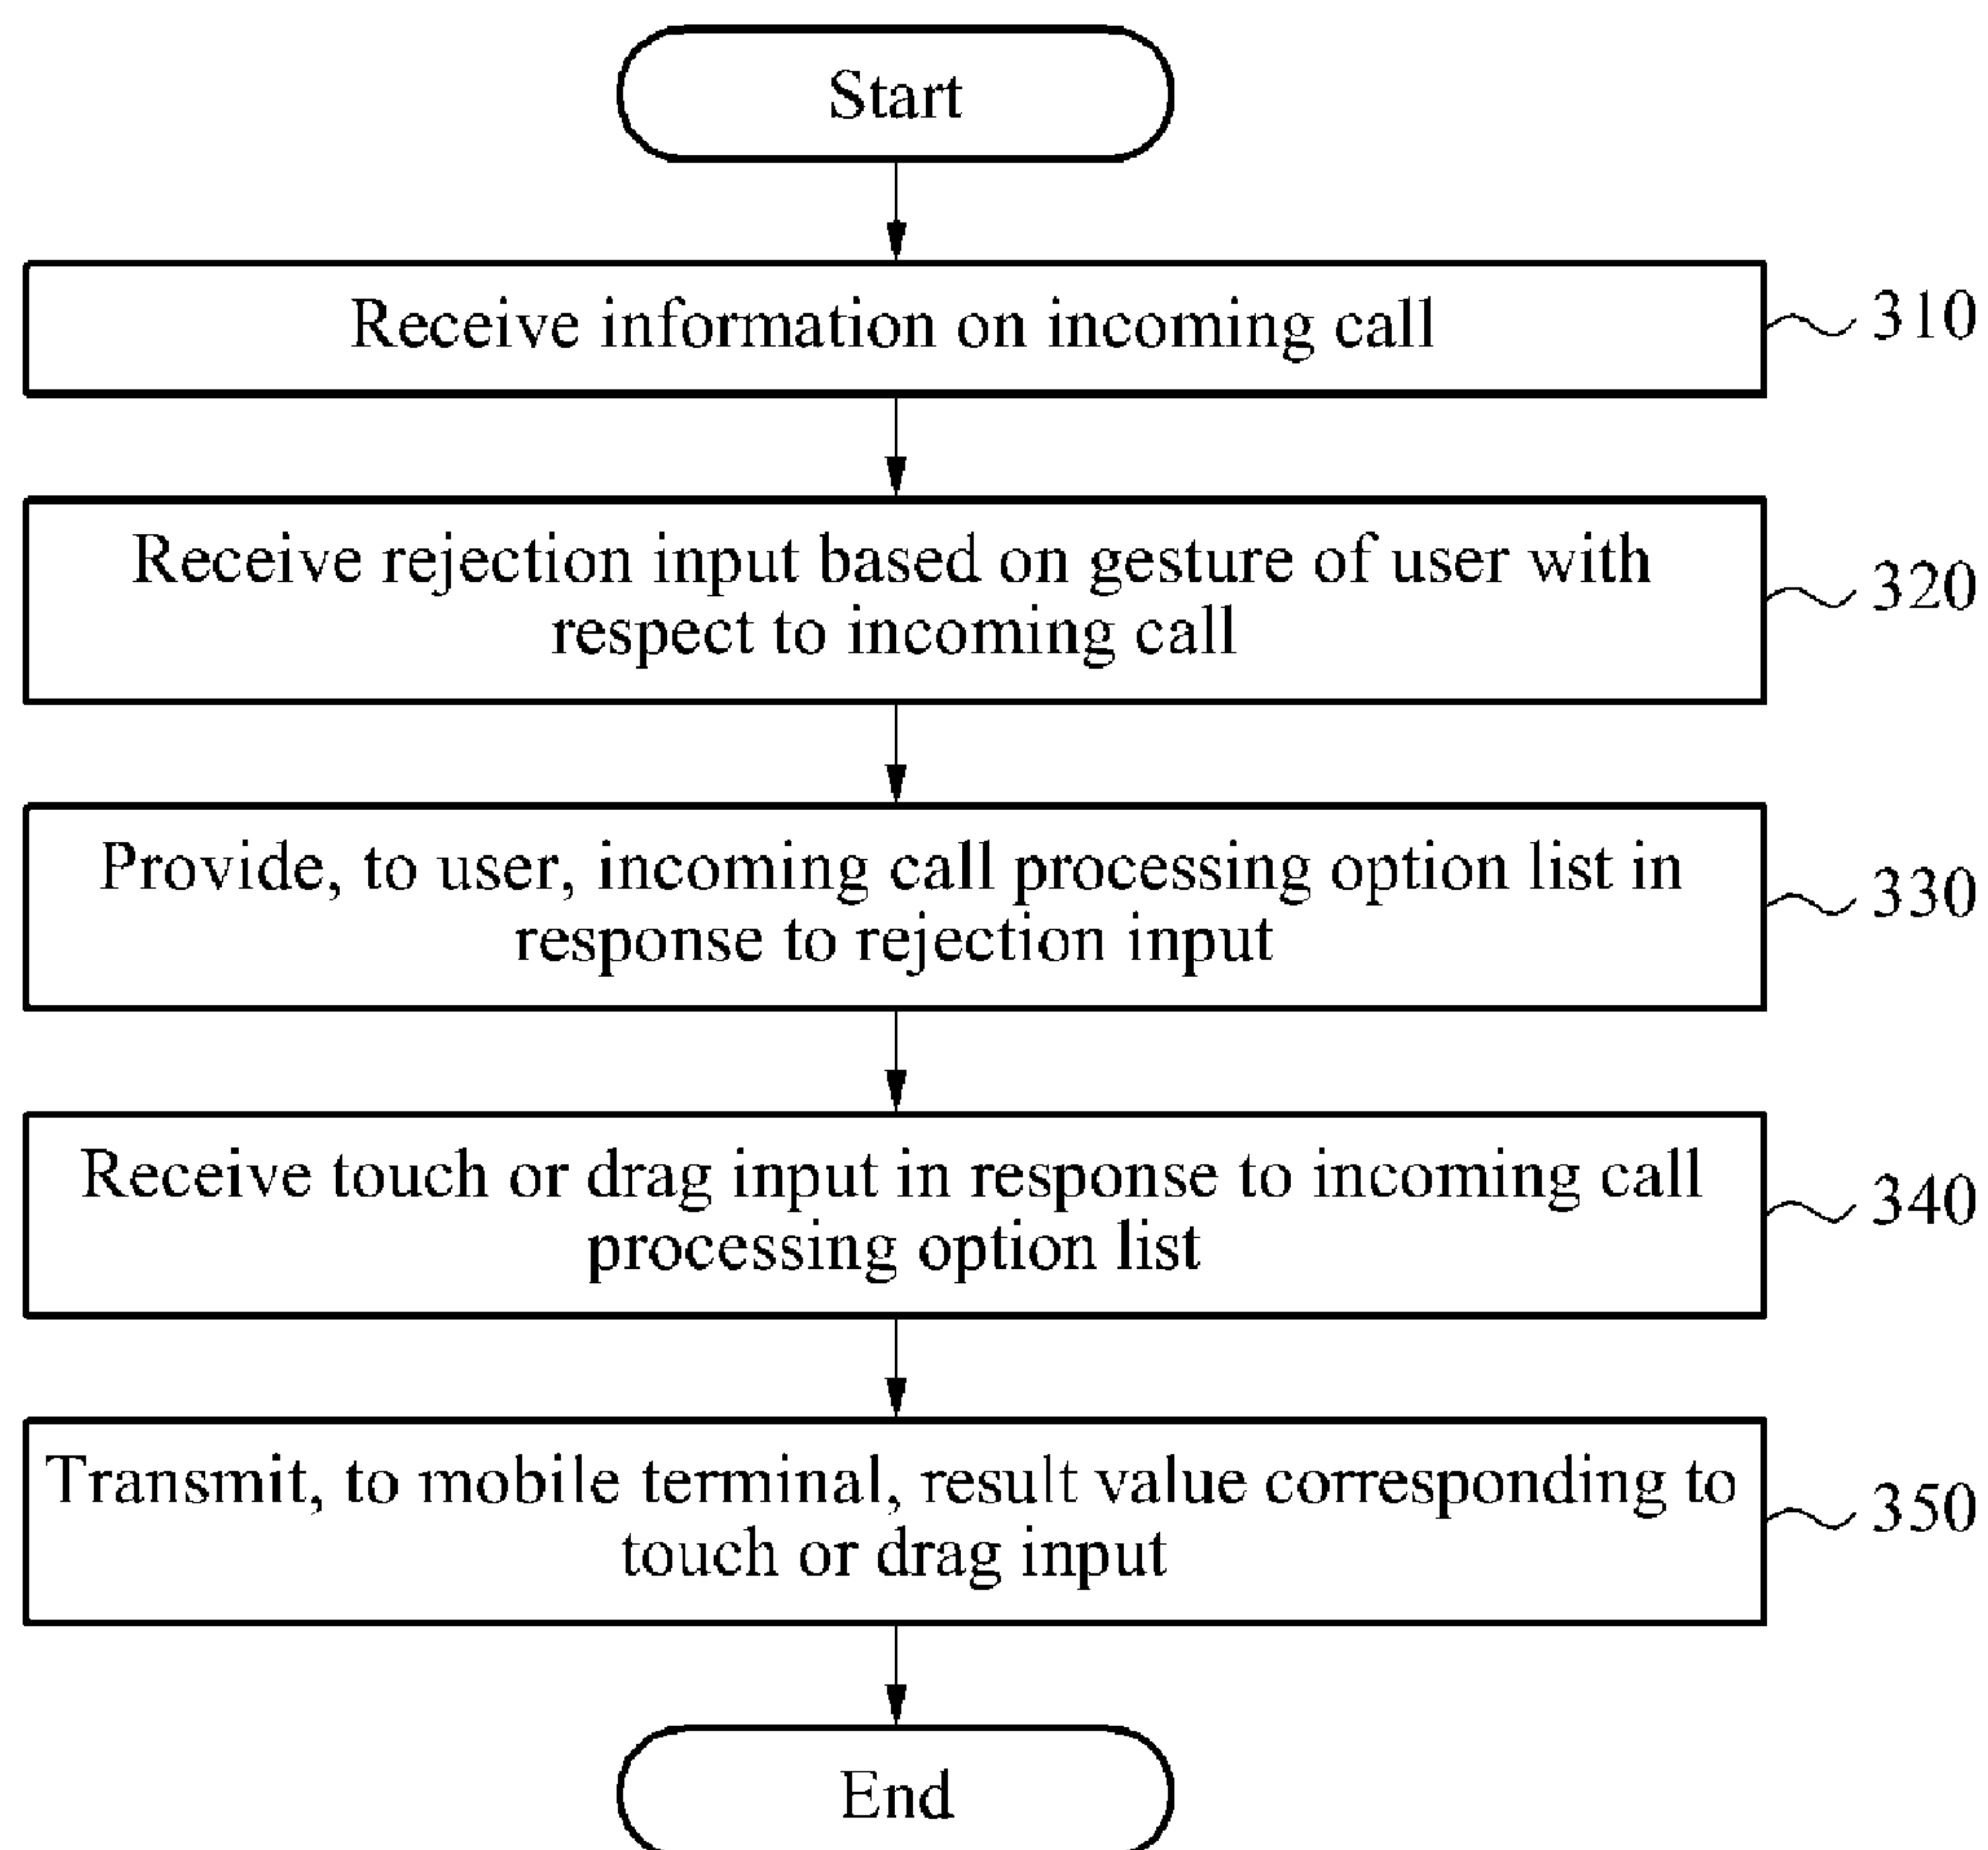 Start
Receive information on incoming call
310
Receive rejection input based on gesture of user with
respect to incoming call
320
Provide, to user, incoming call processing option list in
response to rejection input
330
Receive touch or drag input in response to incoming call
processing option list
340
Transmit, to mobile terminal, result value corresponding to
touch or drag input
350
End